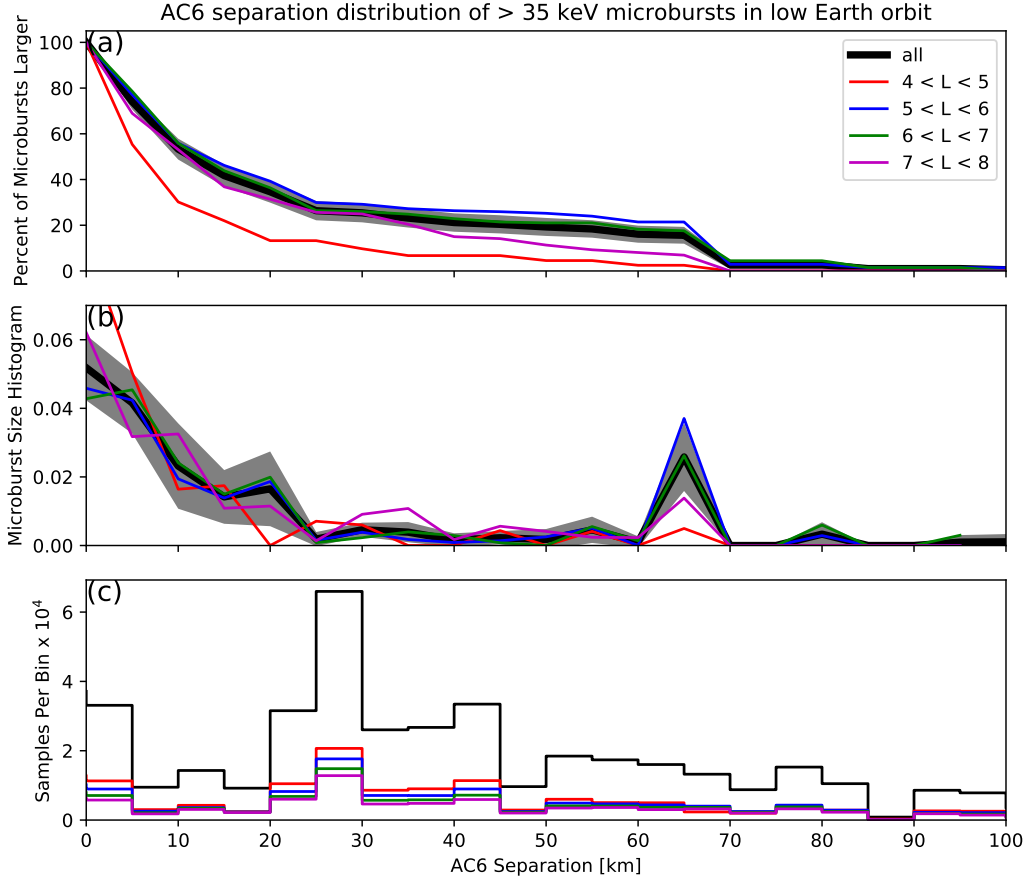 AC6 separation distribution of > 35 keV microbursts in low Earth orbit
(a)
Percent of Microbursts Larger
100
80
60
40
20
0
all
4 < L < 5
5 < L < 6
6 < L < 7
7 < L < 8
(b)
Microburst Size Histogram
0.06
0.04
0.02
0.00
(c)
Samples Per Bin x 10⁴
6
4
2
0
0 10 20 30 40 50 60 70 80 90 100
AC6 Separation [km]